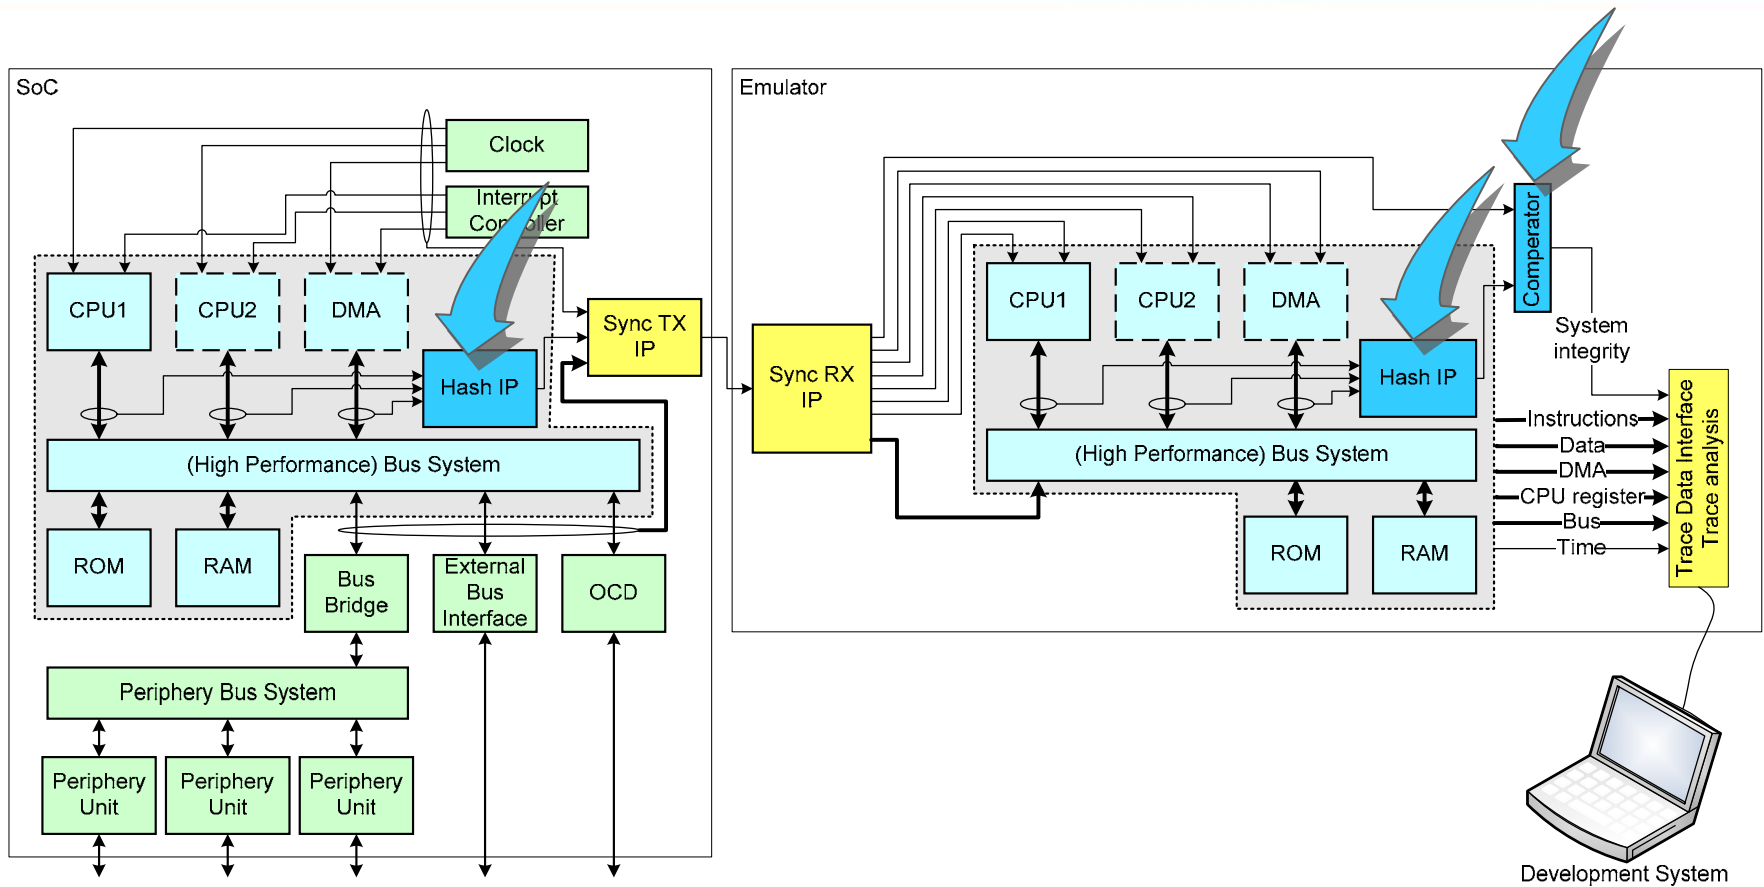 SoC
Clock
Interrupt
Controller
CPU1
CPU2
DMA
Hash IP
Sync TX
IP
(High Performance) Bus System
ROM
RAM
Bus
Bridge
External
Bus
Interface
OCD
Periphery Bus System
Periphery
Unit
Periphery
Unit
Periphery
Unit
Emulator
Sync RX
IP
CPU1
CPU2
DMA
Hash IP
(High Performance) Bus System
ROM
RAM
Comperator
System
integrity
Instructions
Data
DMA
CPU register
Bus
Time
Trace Data Interface
Trace analysis
Development System